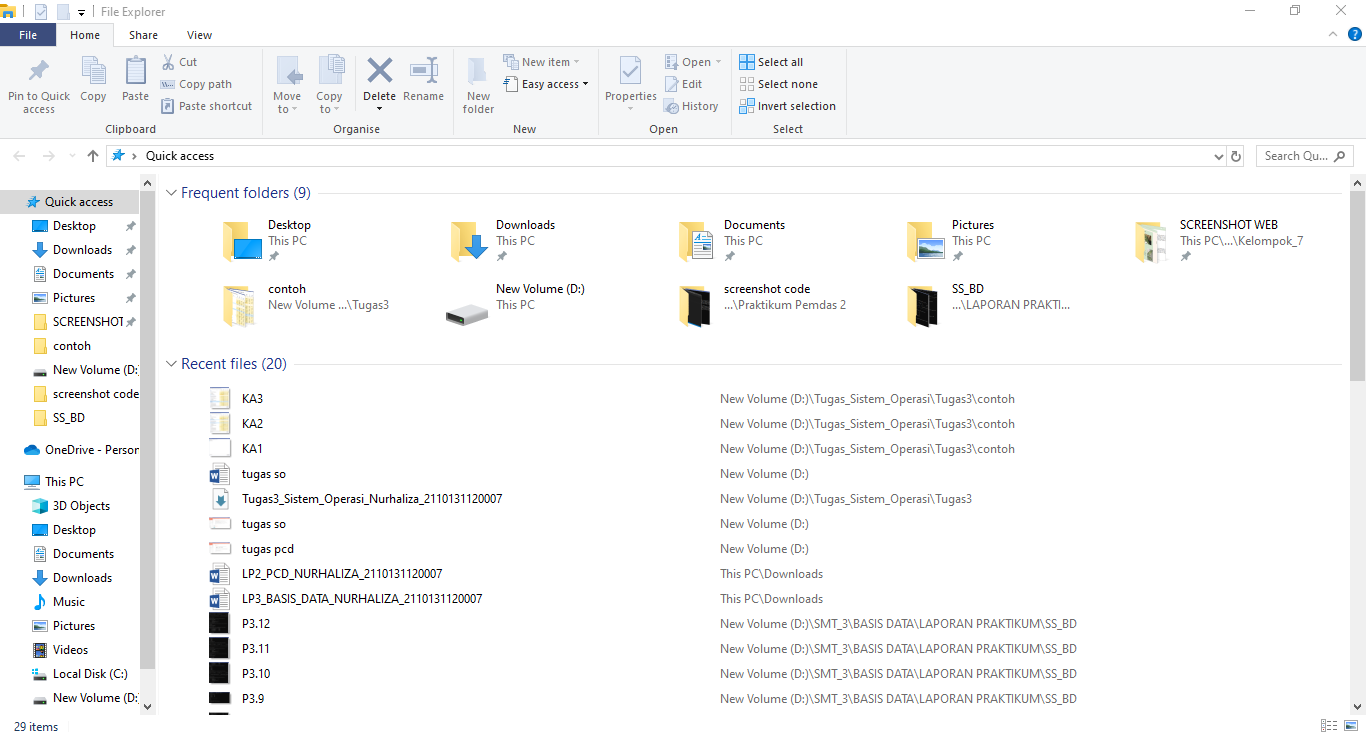 File Explorer
File Home Share View
Pin to Quick access
Copy
Paste
Cut
Copy path
Paste shortcut
Clipboard
Move to
Copy to
Delete
Rename
Organise
New folder
New item
Easy access
New
Properties
Open
Edit
History
Open
Select all
Select none
Invert selection
Select
Quick access
Search Qu...
Quick access
Desktop
Downloads
Documents
Pictures
SCREENSHOT
contoh
New Volume (D:
screenshot code
SS_BD
OneDrive - Person
This PC
3D Objects
Desktop
Documents
Downloads
Music
Pictures
Videos
Local Disk (C:)
New Volume (D:
Frequent folders (9)
Desktop
This PC
Downloads
This PC
Documents
This PC
Pictures
This PC
SCREENSHOT WEB
This PC\...\Kelompok_7
contoh
New Volume ...\Tugas3
New Volume (D:)
This PC
screenshot code
...\Praktikum Pemdas 2
SS_BD
...\LAPORAN PRAKTI...
Recent files (20)
KA3 New Volume (D:)\Tugas_Sistem_Operasi\Tugas3\contoh
KA2 New Volume (D:)\Tugas_Sistem_Operasi\Tugas3\contoh
KA1 New Volume (D:)\Tugas_Sistem_Operasi\Tugas3\contoh
tugas so New Volume (D:)
Tugas3_Sistem_Operasi_Nurhaliza_2110131120007 New Volume (D:)\Tugas_Sistem_Operasi\Tugas3
tugas so New Volume (D:)
tugas pcd New Volume (D:)
LP2_PCD_NURHALIZA_2110131120007 This PC\Downloads
LP3_BASIS_DATA_NURHALIZA_2110131120007 This PC\Downloads
P3.12 New Volume (D:)\SMT_3\BASIS DATA\LAPORAN PRAKTIKUM\SS_BD
P3.11 New Volume (D:)\SMT_3\BASIS DATA\LAPORAN PRAKTIKUM\SS_BD
P3.10 New Volume (D:)\SMT_3\BASIS DATA\LAPORAN PRAKTIKUM\SS_BD
P3.9 New Volume (D:)\SMT_3\BASIS DATA\LAPORAN PRAKTIKUM\SS_BD
29 items